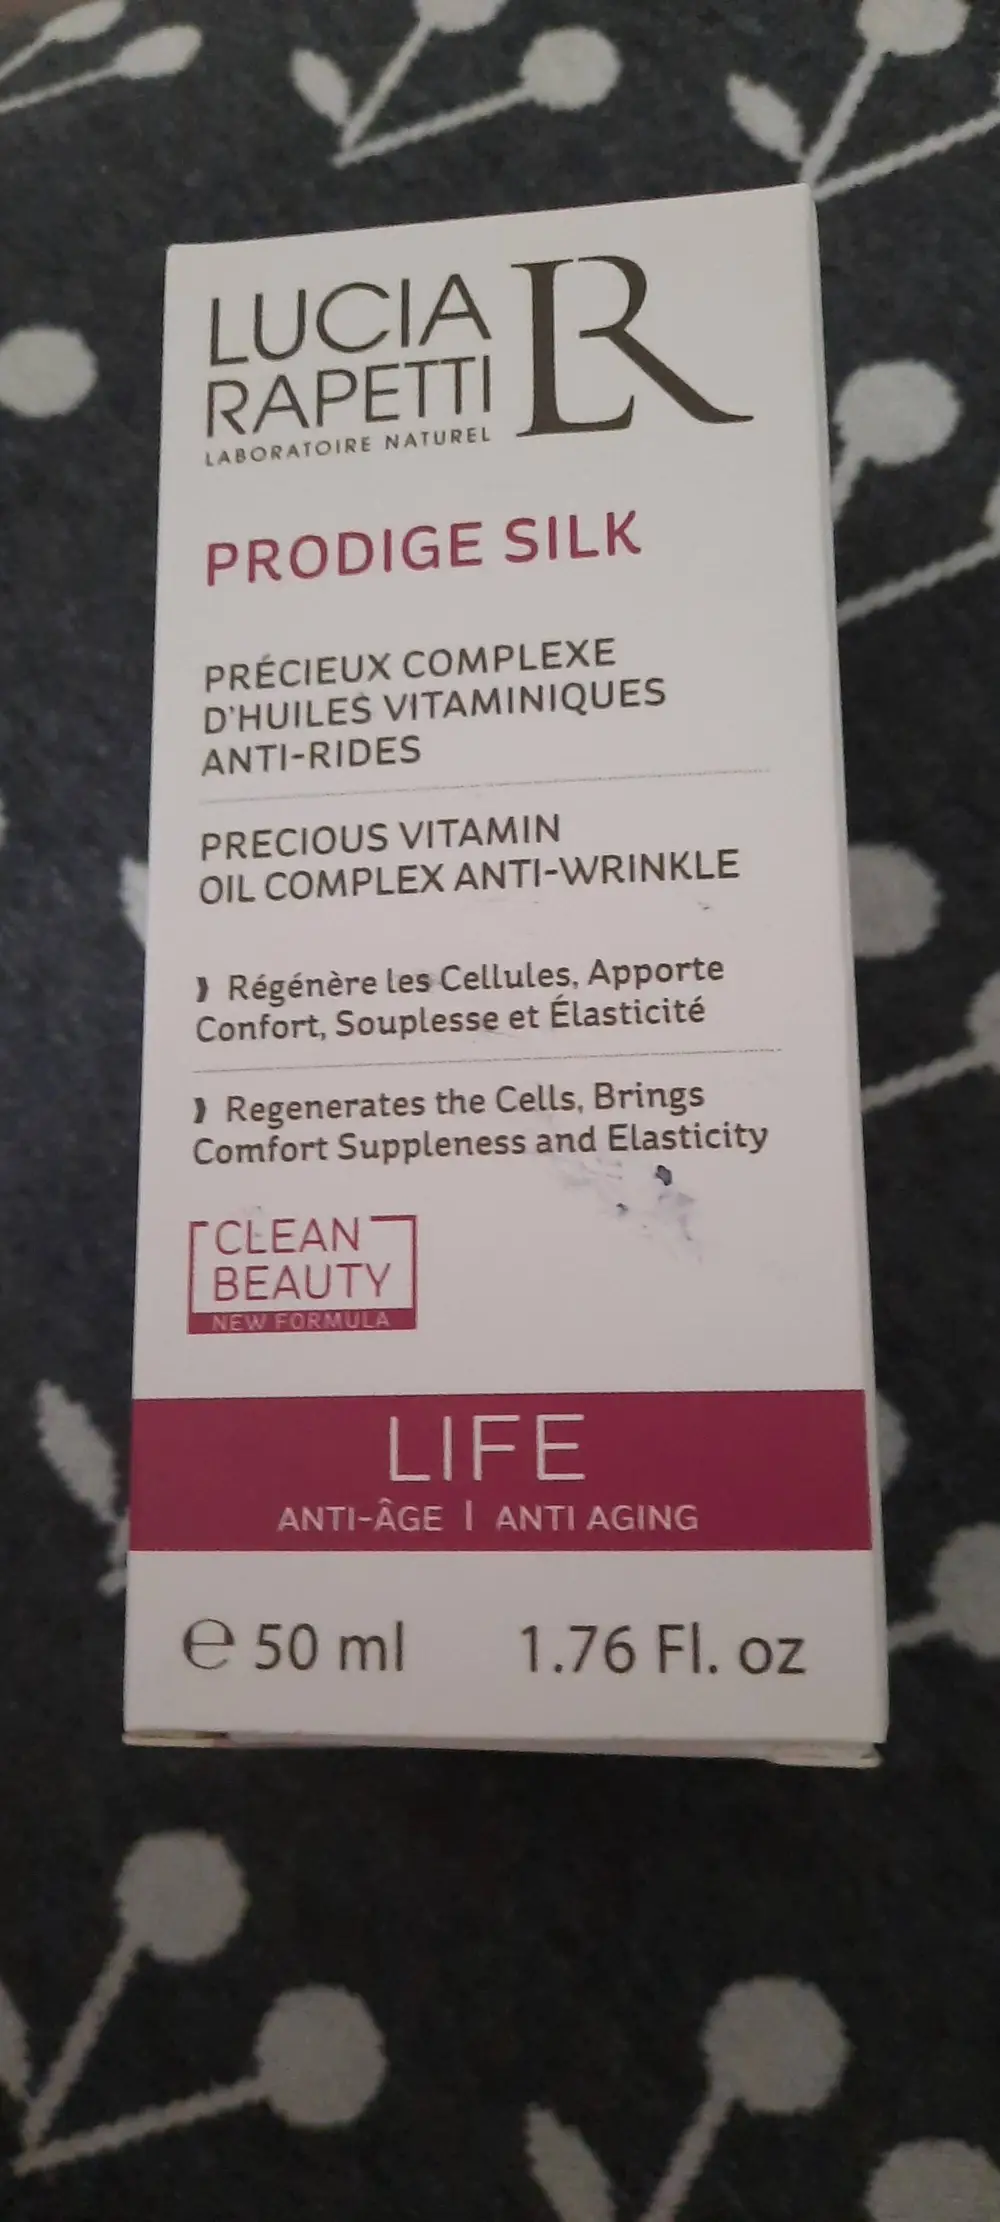 LUCIA
RAPETTI
LABORATOIRE NATUREL
LR
PRODIGE SILK
PRÉCIEUX COMPLEXE
D'HUILES VITAMINIQUES
ANTI-RIDES
PRECIOUS VITAMIN
OIL COMPLEX ANTI-WRINKLE
Régénère les Cellules, Apporte
Confort, Souplesse et Élasticité
Regenerates the Cells, Brings
Comfort Suppleness and Elasticity
CLEAN
BEAUTY
NEW FORMULA
LIFE
ANTI-ÂGE | ANTI AGING
℮ 50 ml 1.76 Fl. oz